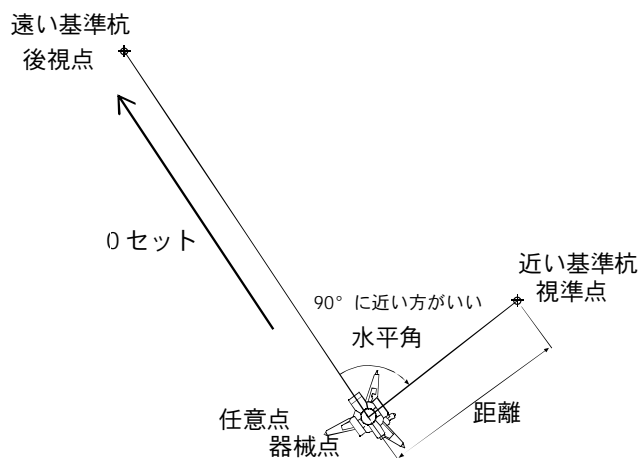 遠い基準杭
後視点
0セット
近い基準杭
視準点
90°に近い方がいい
水平角
任意点
器械点
距離